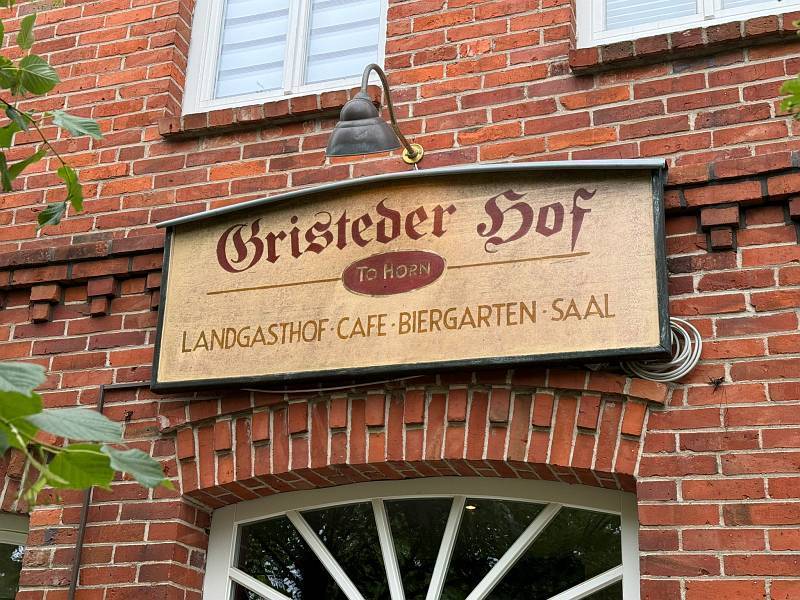 Gristeder Hof
TO HORN
LANDGASTHOF · CAFE · BIERGARTEN · SAAL